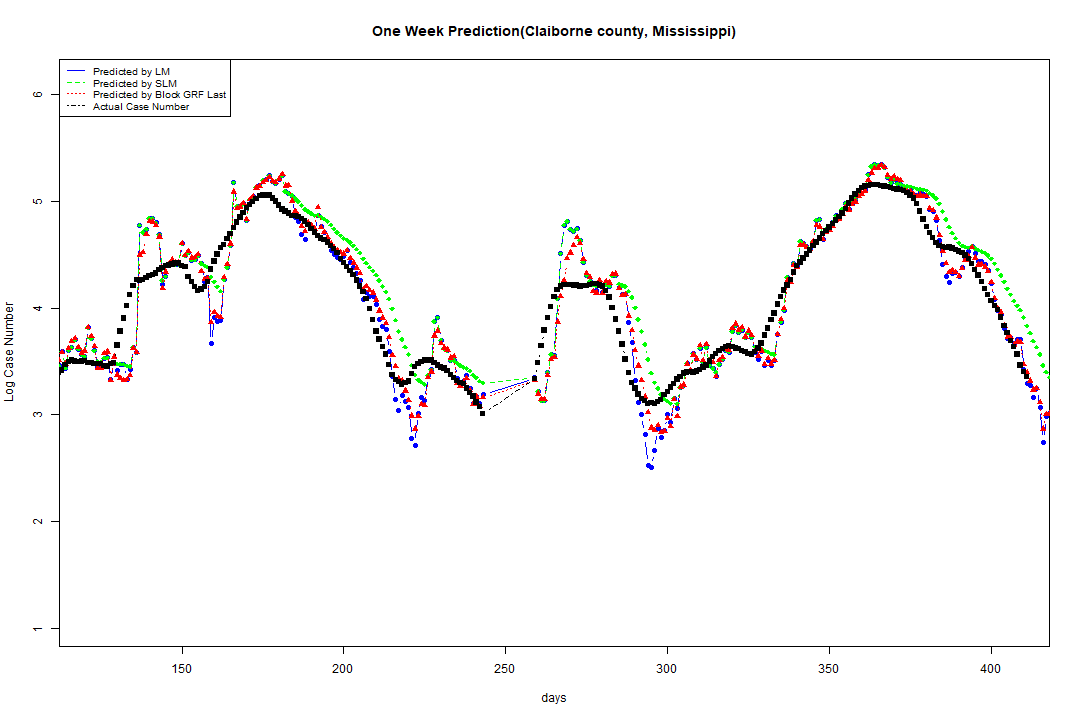 One Week Prediction(Claiborne county, Mississippi)
Predicted by LM
Predicted by SLM
Predicted by Block GRF Last
Actual Case Number
Log Case Number
6
5
4
3
2
1
150
200
250
300
350
400
days